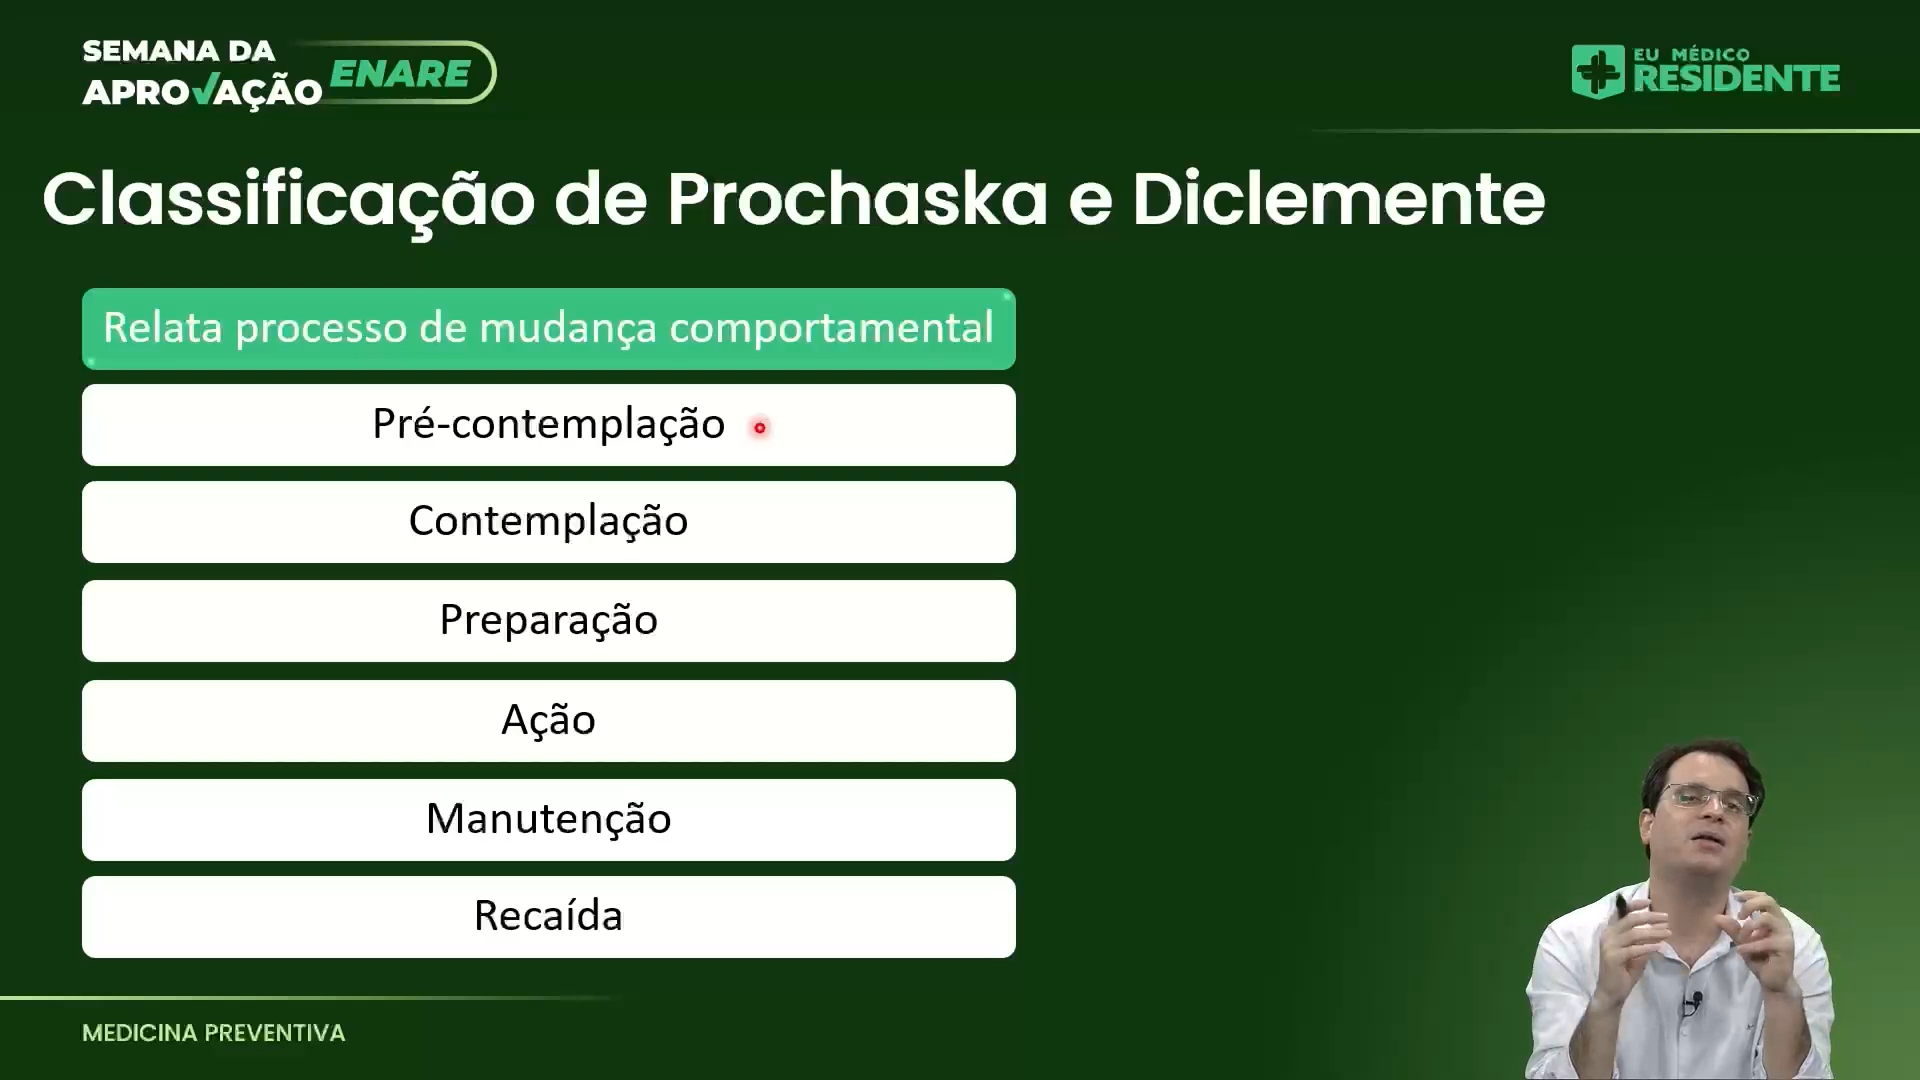 SEMANA DA
APROVAÇÃO ENARE
EU MÉDICO
RESIDENTE
Classificação de Prochaska e Diclemente
Relata processo de mudança comportamental
Pré-contemplação
Contemplação
Preparação
Ação
Manutenção
Recaída
MEDICINA PREVENTIVA